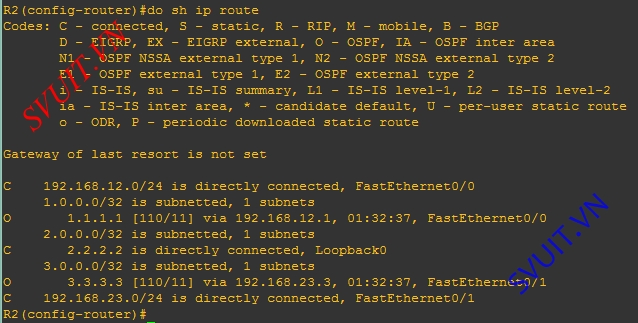 R2(config-router)#do sh ip route
Codes: C - connected, S - static, R - RIP, M - mobile, B - BGP
       D - EIGRP, EX - EIGRP external, O - OSPF, IA - OSPF inter area
       N1 - OSPF NSSA external type 1, N2 - OSPF NSSA external type 2
       E1 - OSPF external type 1, E2 - OSPF external type 2
       i - IS-IS, su - IS-IS summary, L1 - IS-IS level-1, L2 - IS-IS level-2
       ia - IS-IS inter area, * - candidate default, U - per-user static route
       o - ODR, P - periodic downloaded static route
Gateway of last resort is not set
C    192.168.12.0/24 is directly connected, FastEthernet0/0
     1.0.0.0/32 is subnetted, 1 subnets
O       1.1.1.1 [110/11] via 192.168.12.1, 01:32:37, FastEthernet0/0
     2.0.0.0/32 is subnetted, 1 subnets
C       2.2.2.2 is directly connected, Loopback0
     3.0.0.0/32 is subnetted, 1 subnets
O       3.3.3.3 [110/11] via 192.168.23.3, 01:32:37, FastEthernet0/1
C    192.168.23.0/24 is directly connected, FastEthernet0/1
R2(config-router)#
SVUIT.VN
SVUIT.VN